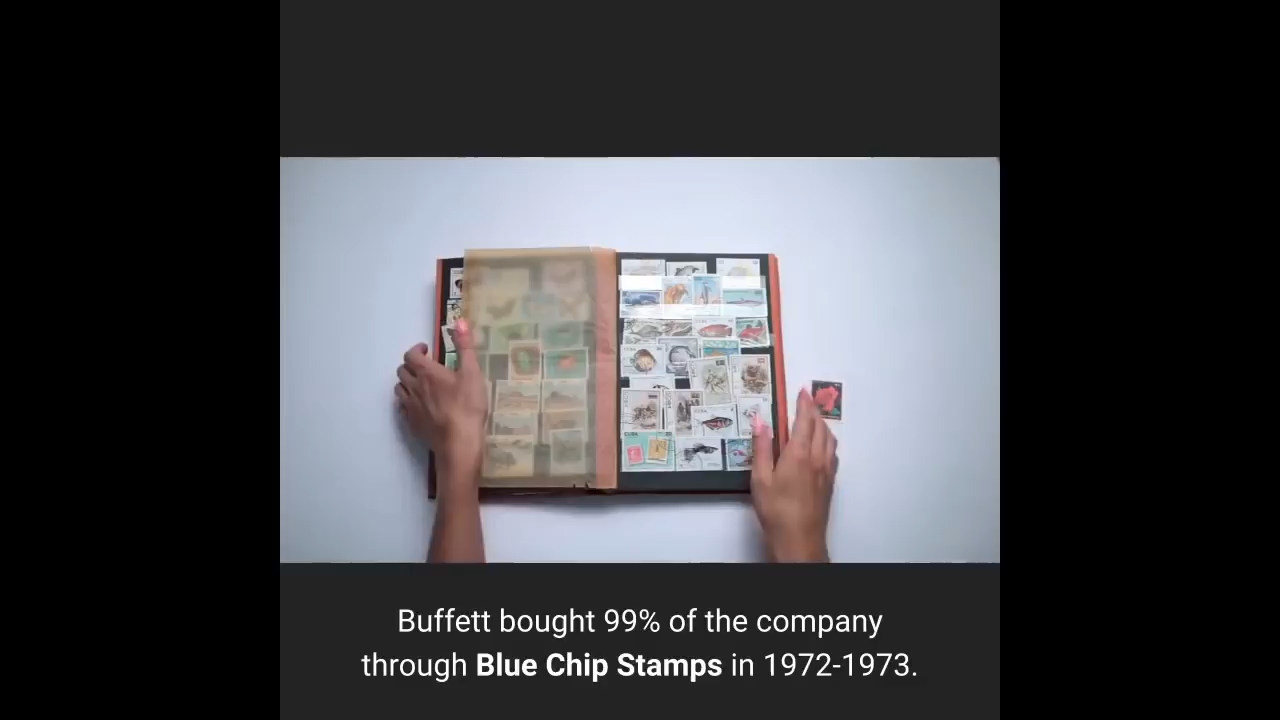 Buffett bought 99% of the company
through Blue Chip Stamps in 1972-1973.